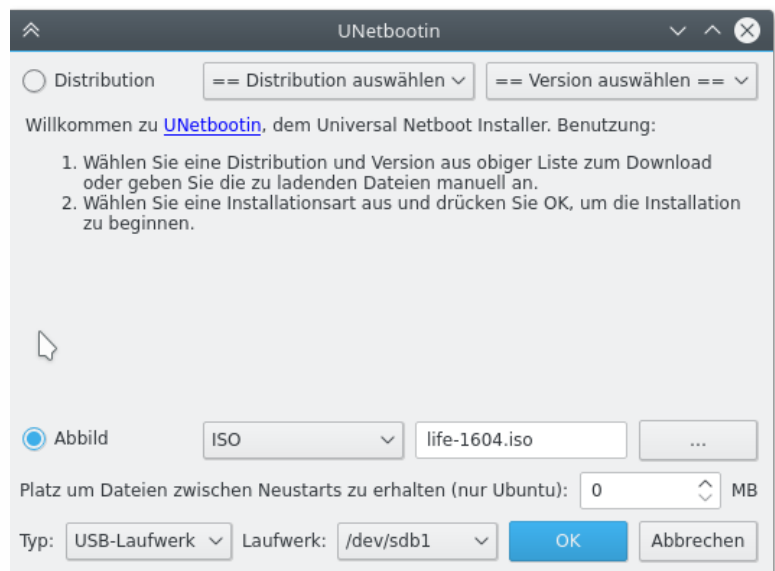 UNetbootin
Distribution == Distribution auswählen == Version auswählen ==
Willkommen zu UNetbootin, dem Universal Netboot Installer. Benutzung:
1. Wählen Sie eine Distribution und Version aus obiger Liste zum Download
oder geben Sie die zu ladenden Dateien manuell an.
2. Wählen Sie eine Installationsart aus und drücken Sie OK, um die Installation
zu beginnen.
Abbild ISO life-1604.iso ...
Platz um Dateien zwischen Neustarts zu erhalten (nur Ubuntu): 0 MB
Typ: USB-Laufwerk Laufwerk: /dev/sdb1 OK Abbrechen